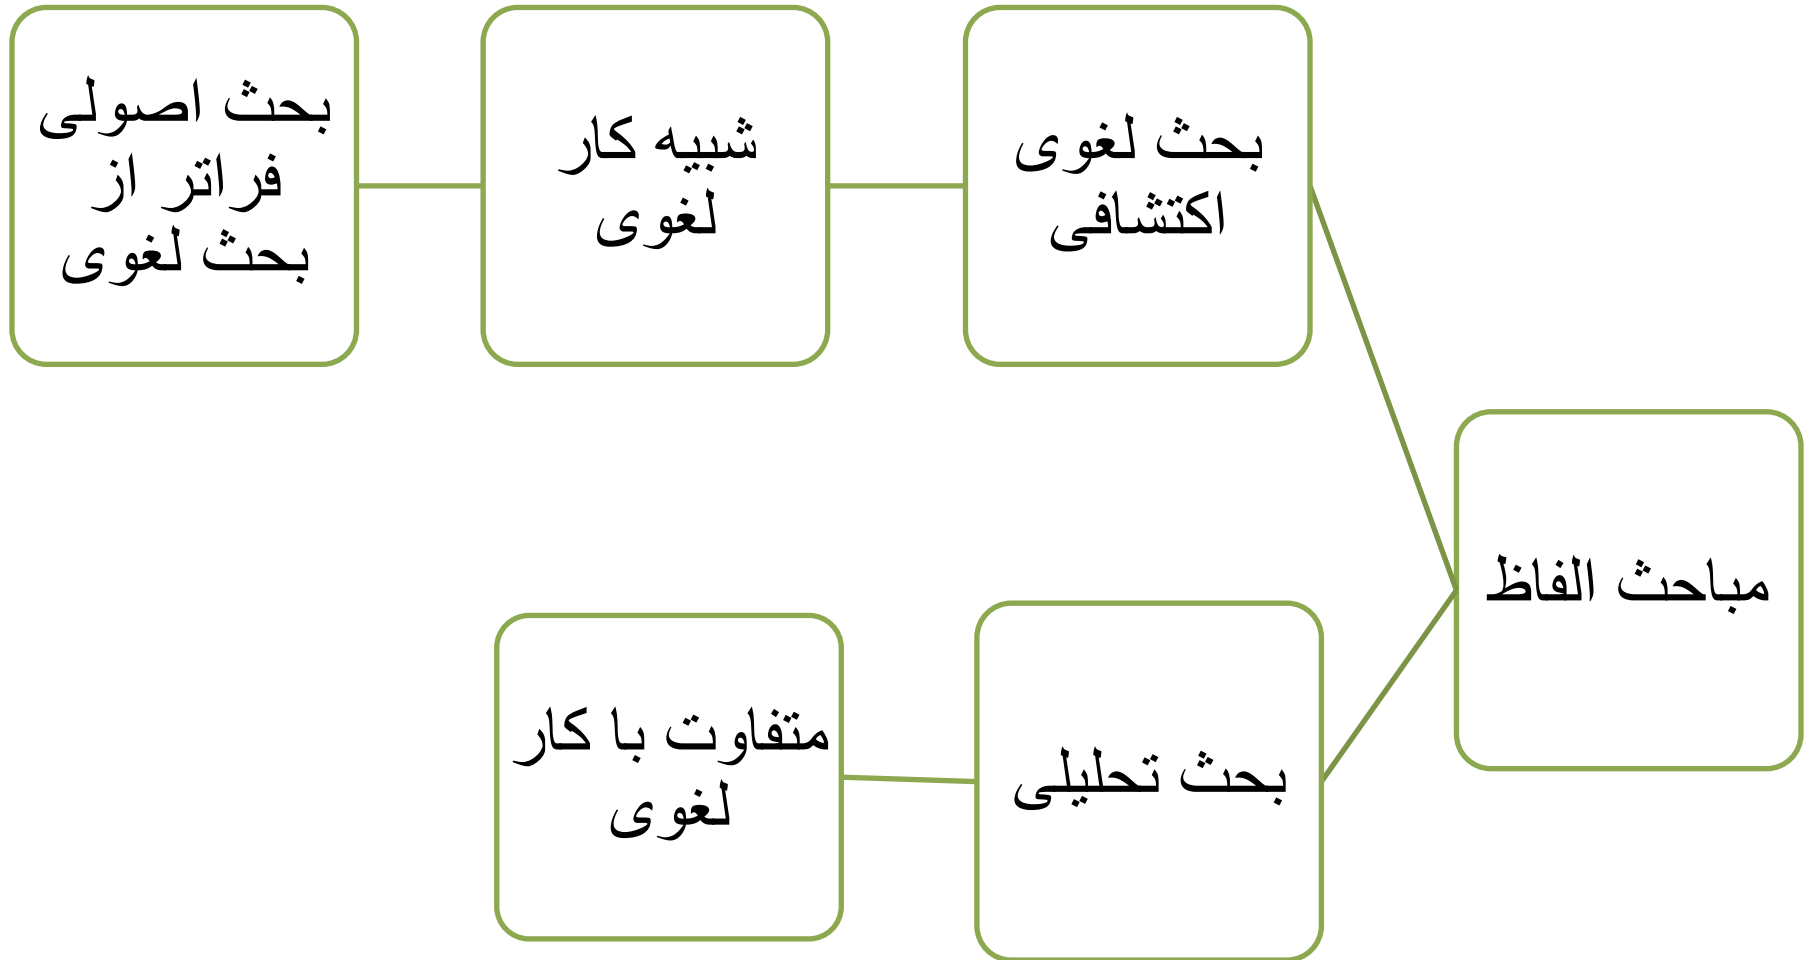 مباحث الفاظ
بحث لغوی
اکتشافی
شبیه کار
لغوی
بحث اصولی
فراتر از
بحث لغوی
بحث تحلیلی
متفاوت با کار
لغوی